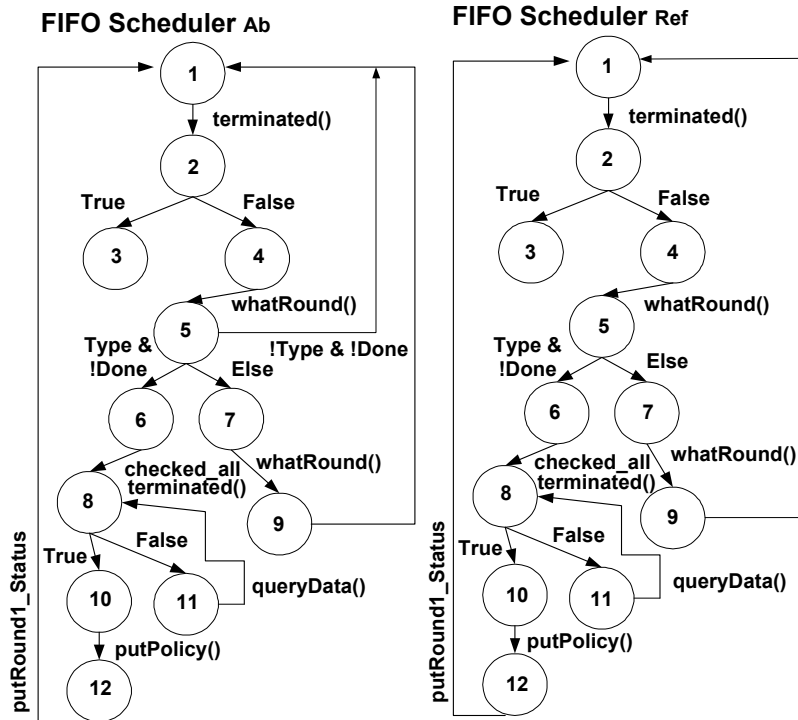 FIFO Scheduler Ab
1
terminated()
2
True
False
3
4
whatRound()
5
Type &
!Done
!Type & !Done
Else
6
7
checked_all
terminated()
whatRound()
8
9
True
False
queryData()
10
11
putPolicy()
12
putRound1_Status
FIFO Scheduler Ref
1
terminated()
2
True
False
3
4
whatRound()
5
Type &
!Done
Else
6
7
checked_all
terminated()
whatRound()
8
9
True
False
queryData()
10
11
putPolicy()
12
putRound1_Status